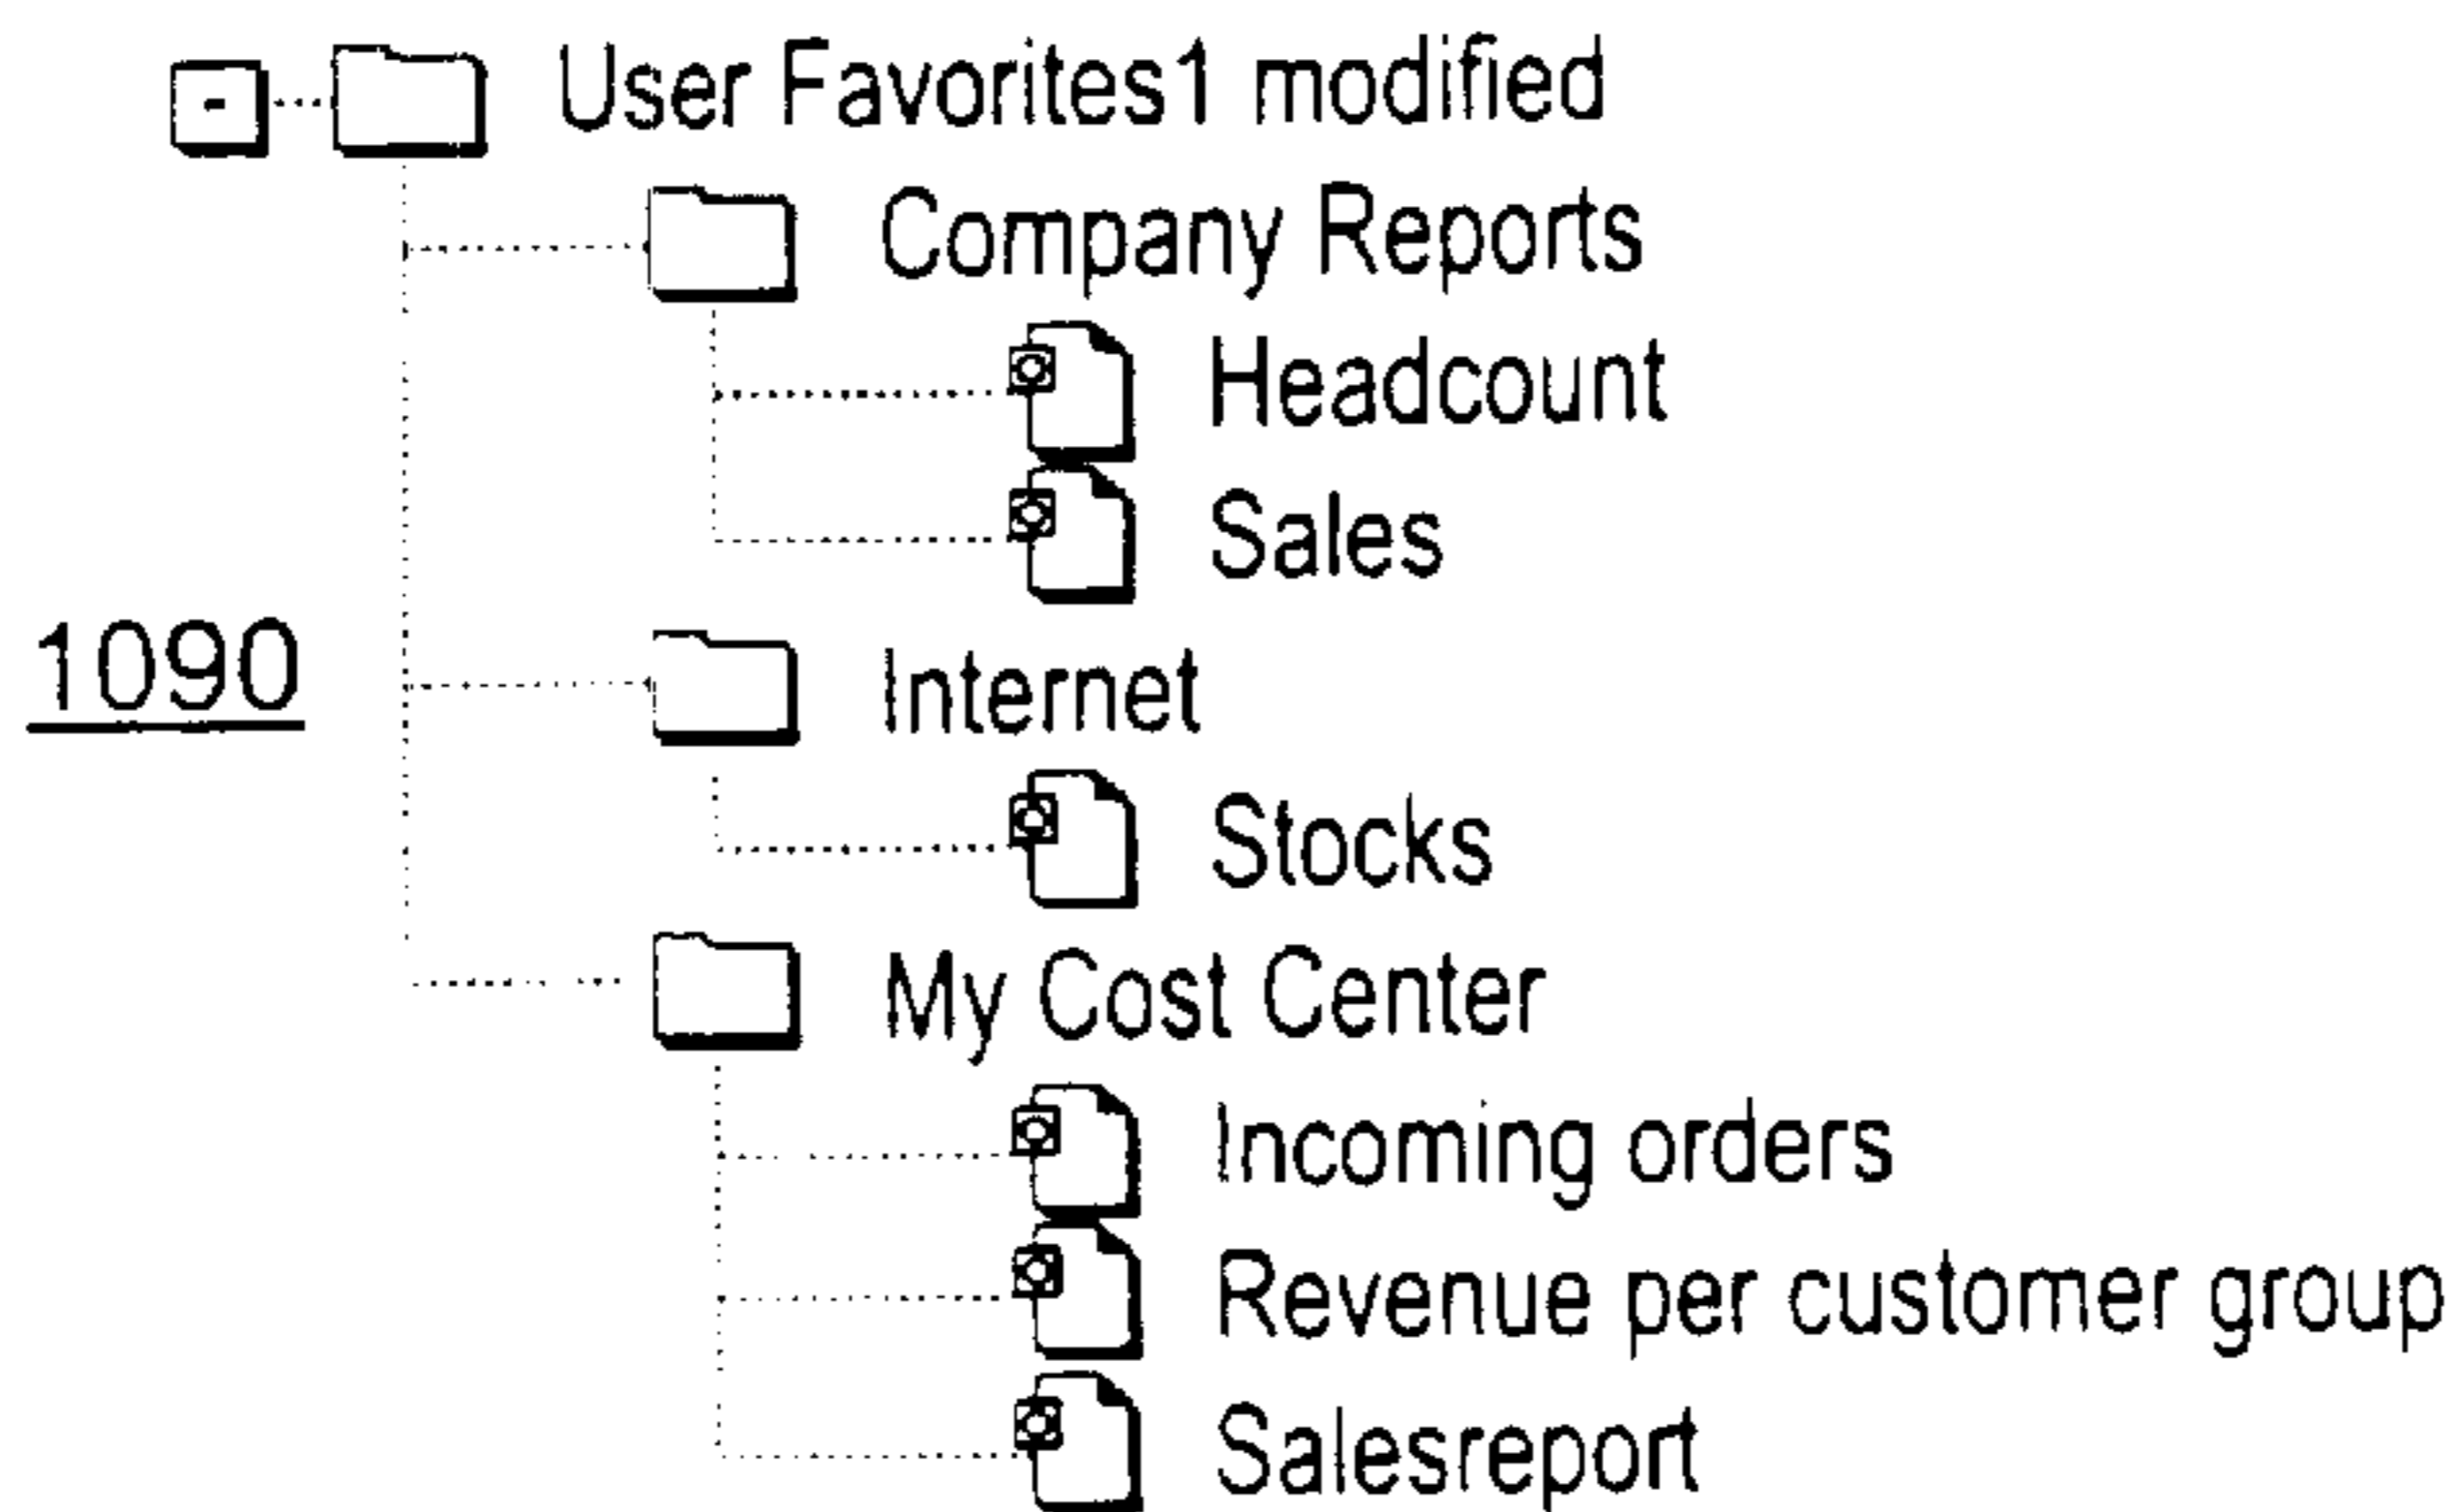 User Favorites1 modified
Company Reports
Headcount
Sales
1090
Internet
Stocks
My Cost Center
Incoming orders
Revenue per customer group
Salesreport